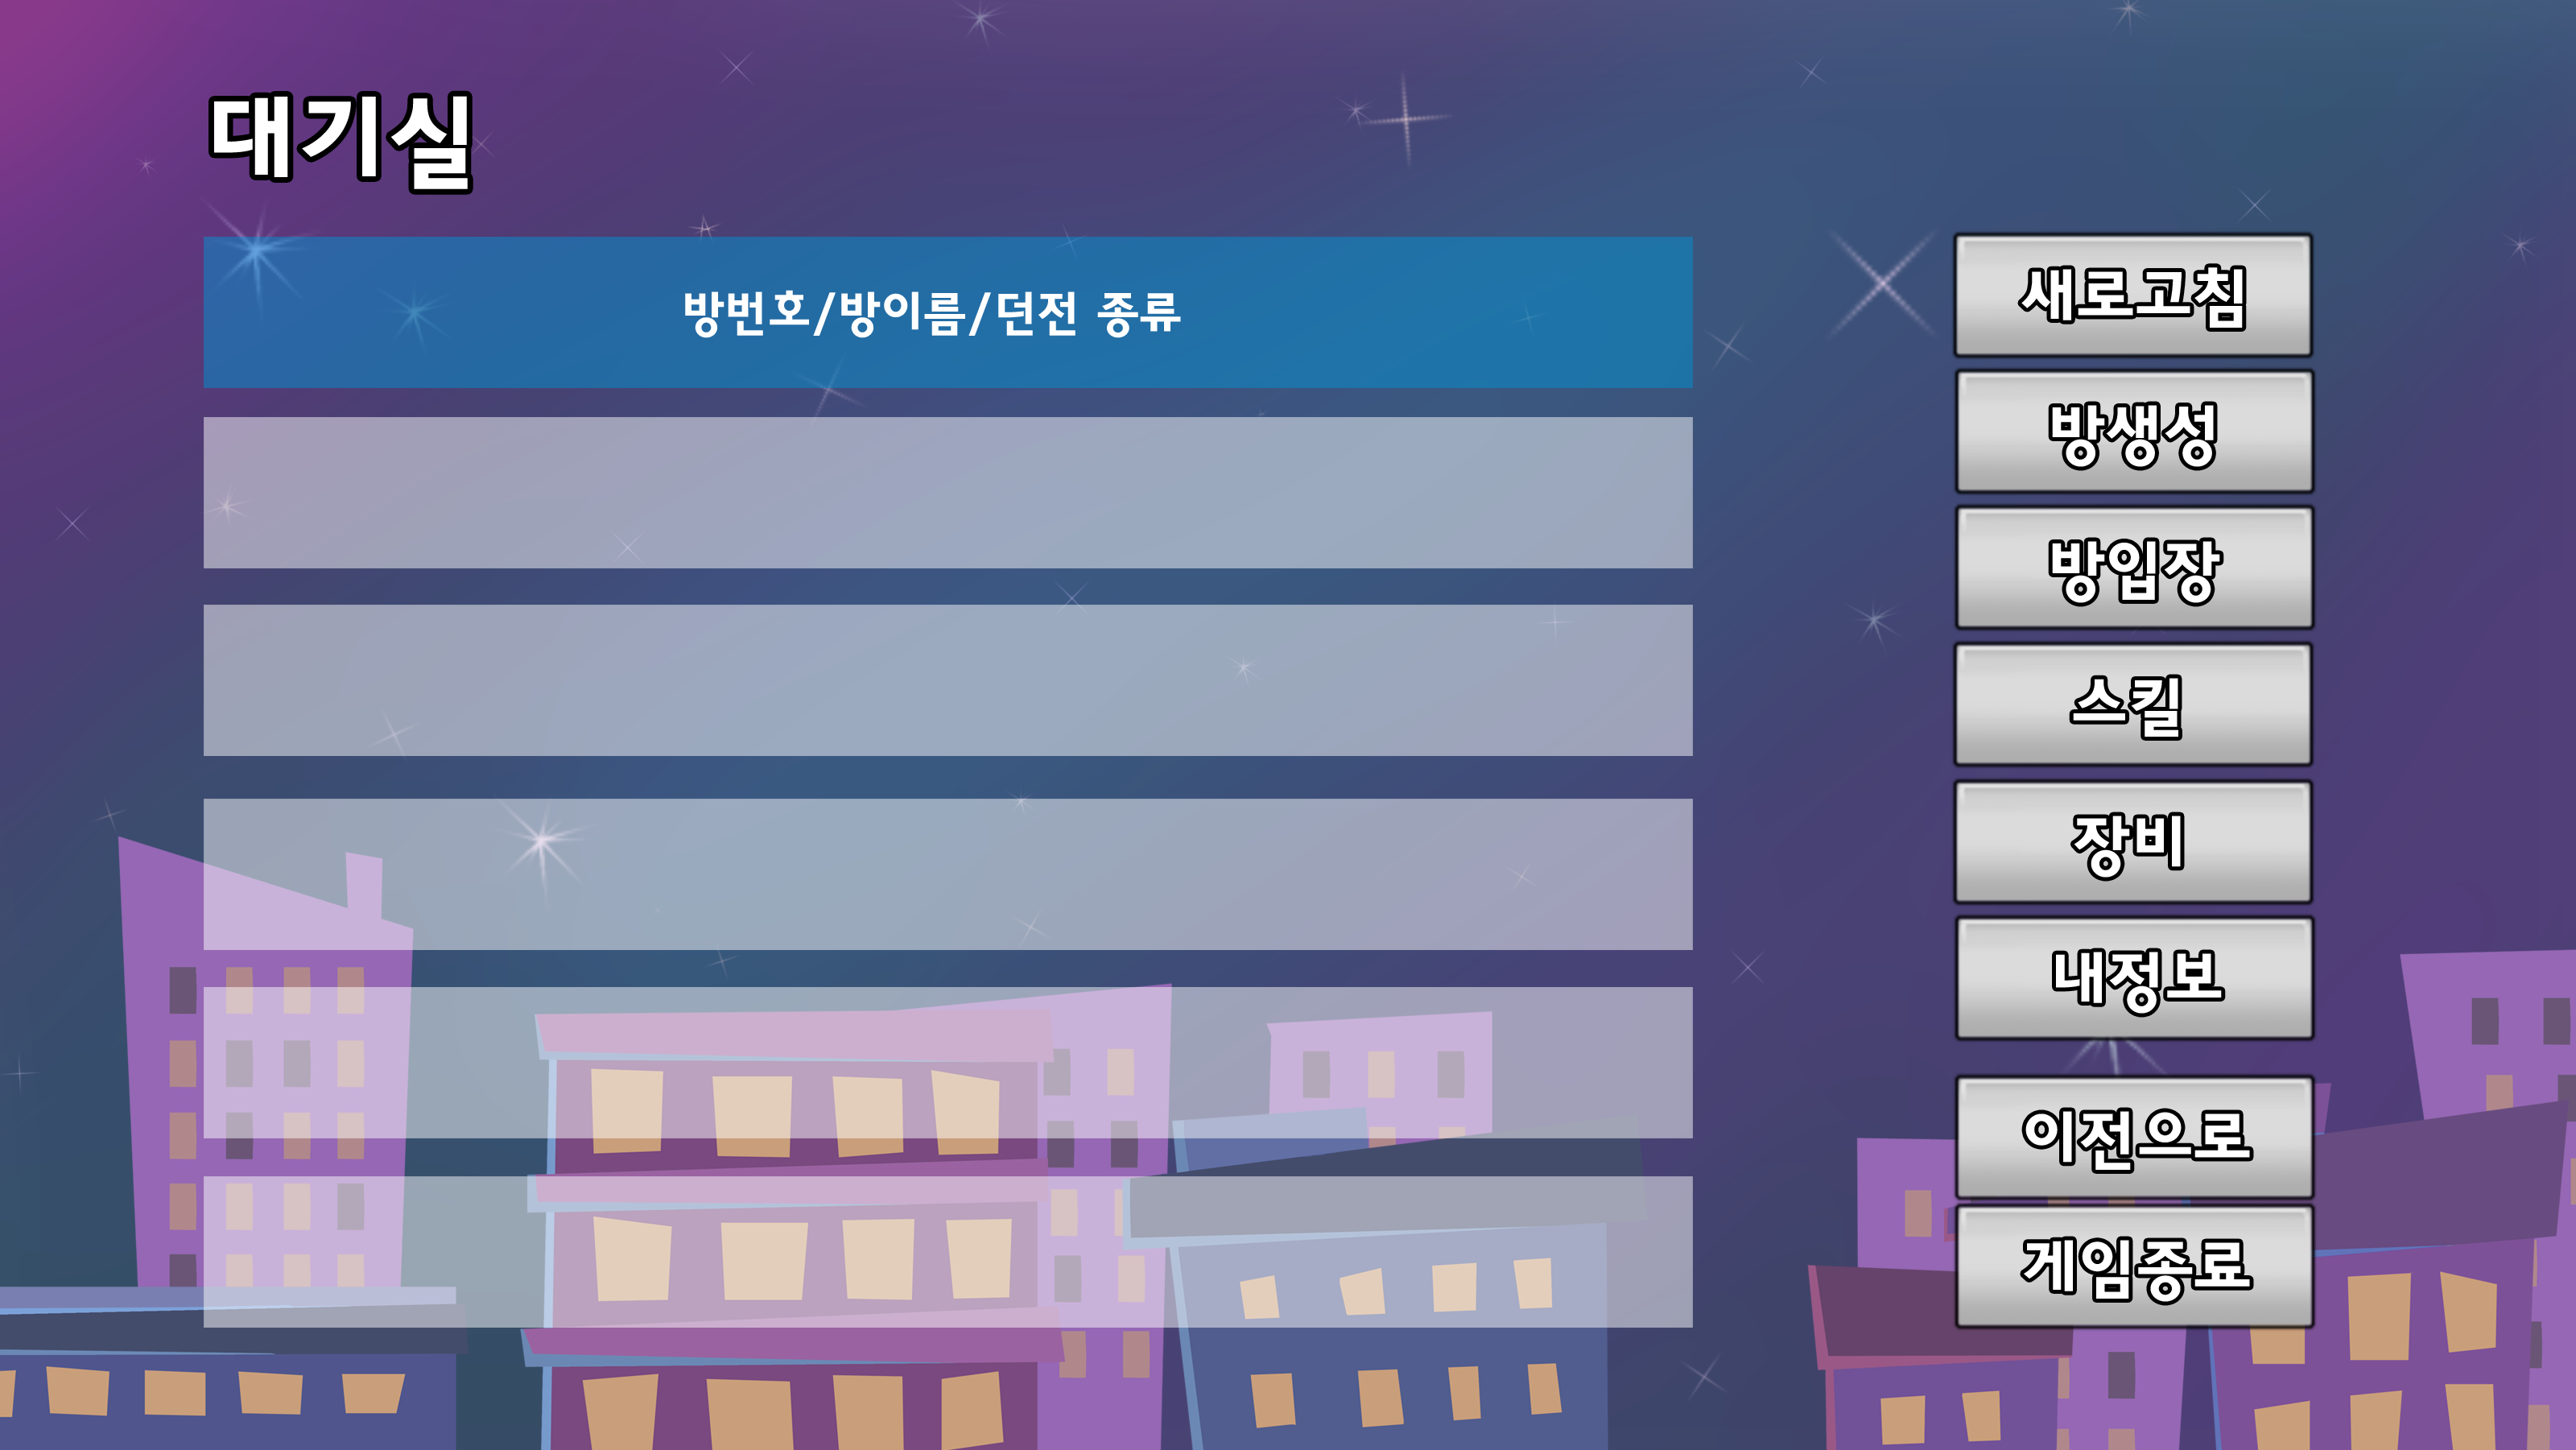 대기실
방번호/방이름/던전 종류
새로고침
방생성
방입장
스킬
장비
내정보
이전으로
게임종료